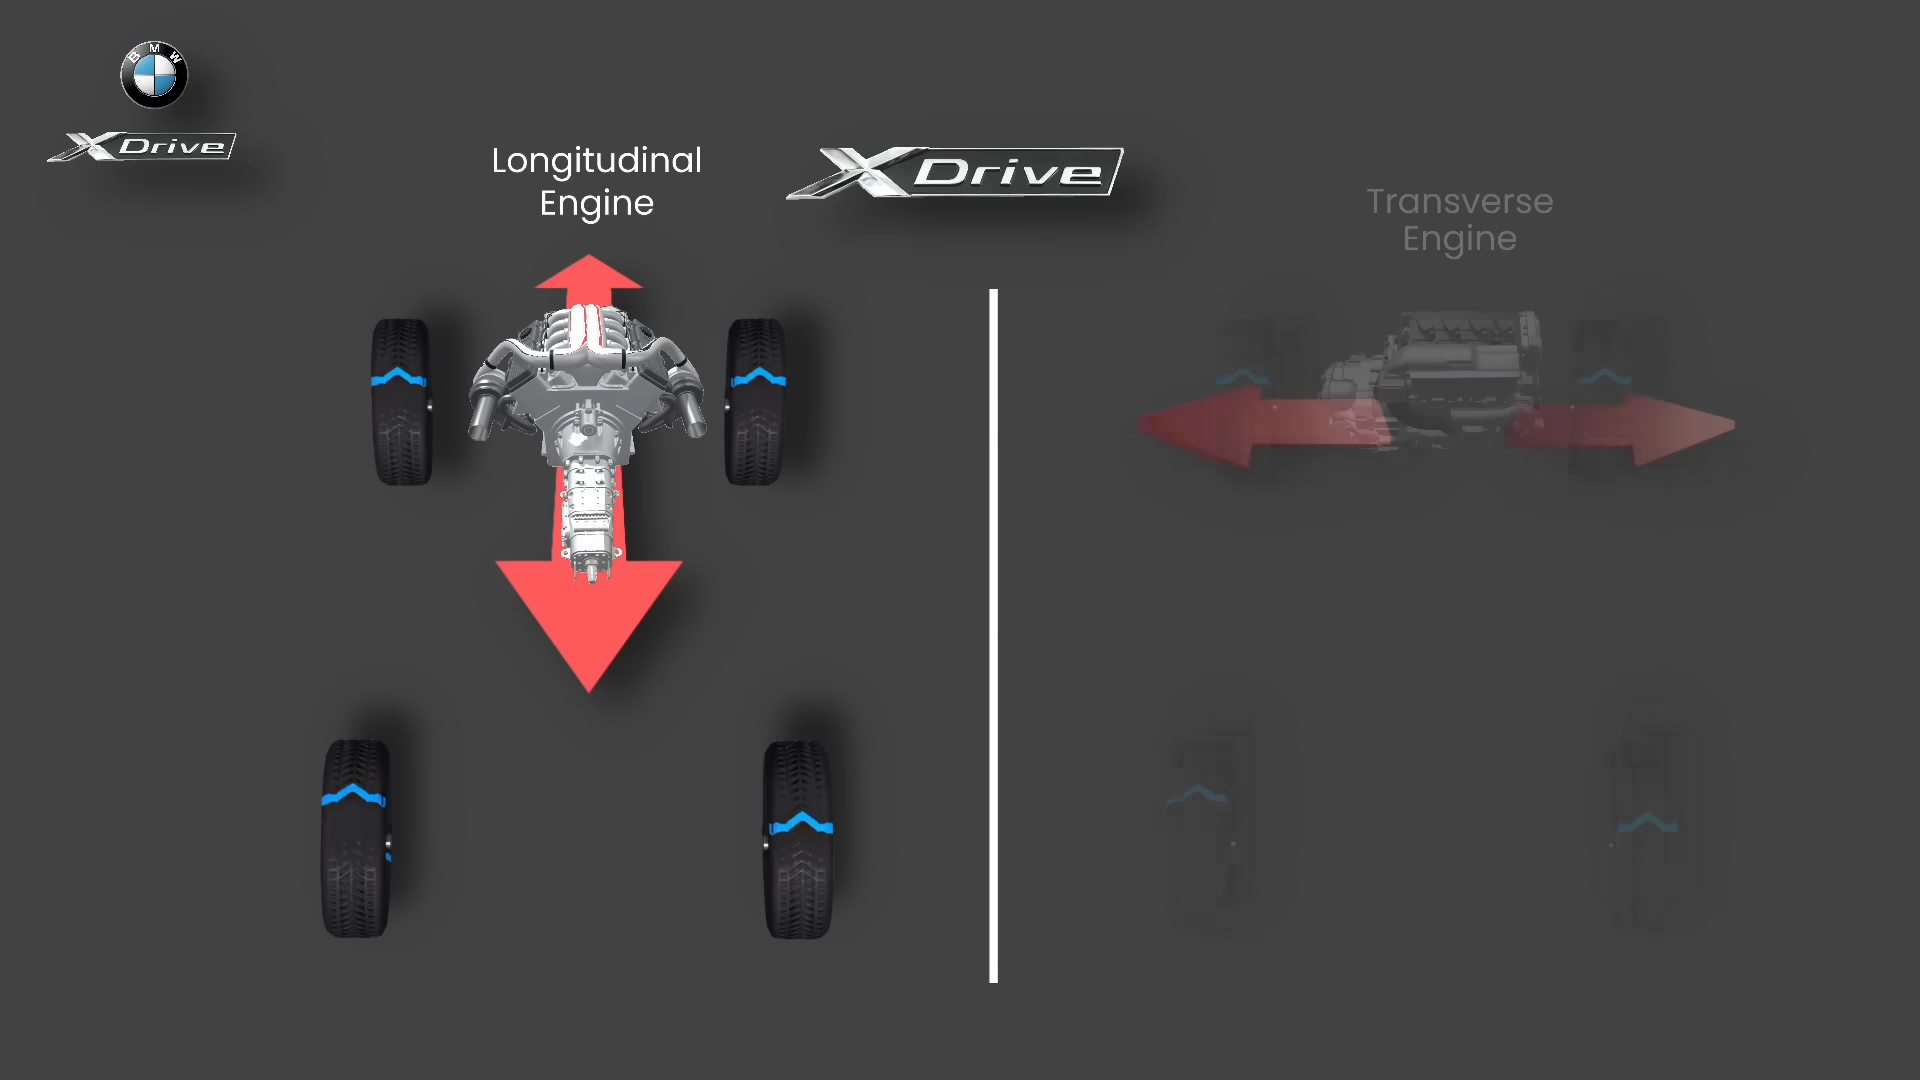 BMW
XDrive
Longitudinal
Engine
XDrive
Transverse
Engine